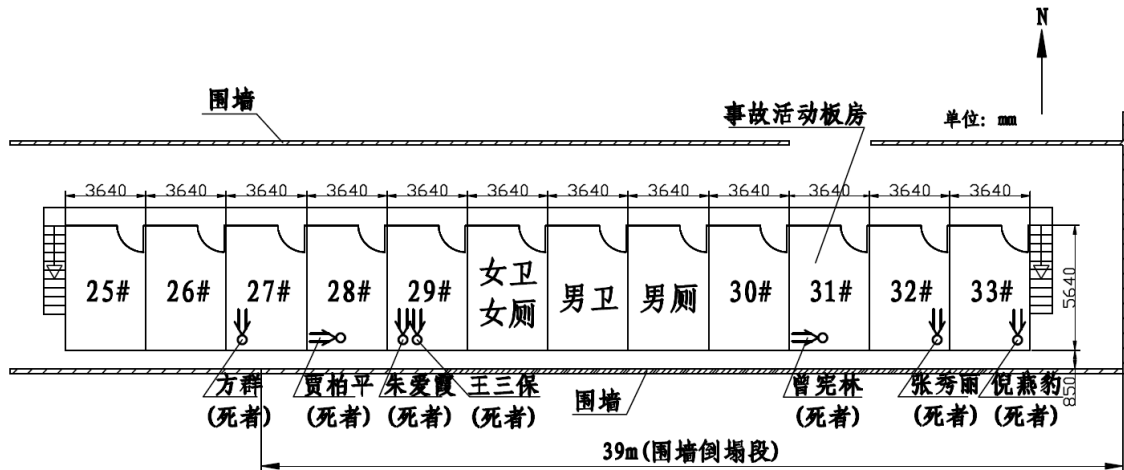 N
围墙
事故活动板房
单位: mm
3640 3640 3640 3640 3640 3640 3640 3640 3640 3640 3640 3640
25# 26# 27# 28# 29# 女卫 男卫 男厕 30# 31# 32# 33#
女厕
5640
方群 贾柏平 朱爱霞 王三保 围墙 曾宪林 张秀丽 倪燕豹
(死者) (死者) (死者) (死者) (死者) (死者) (死者)
850
39m(围墙倒塌段)